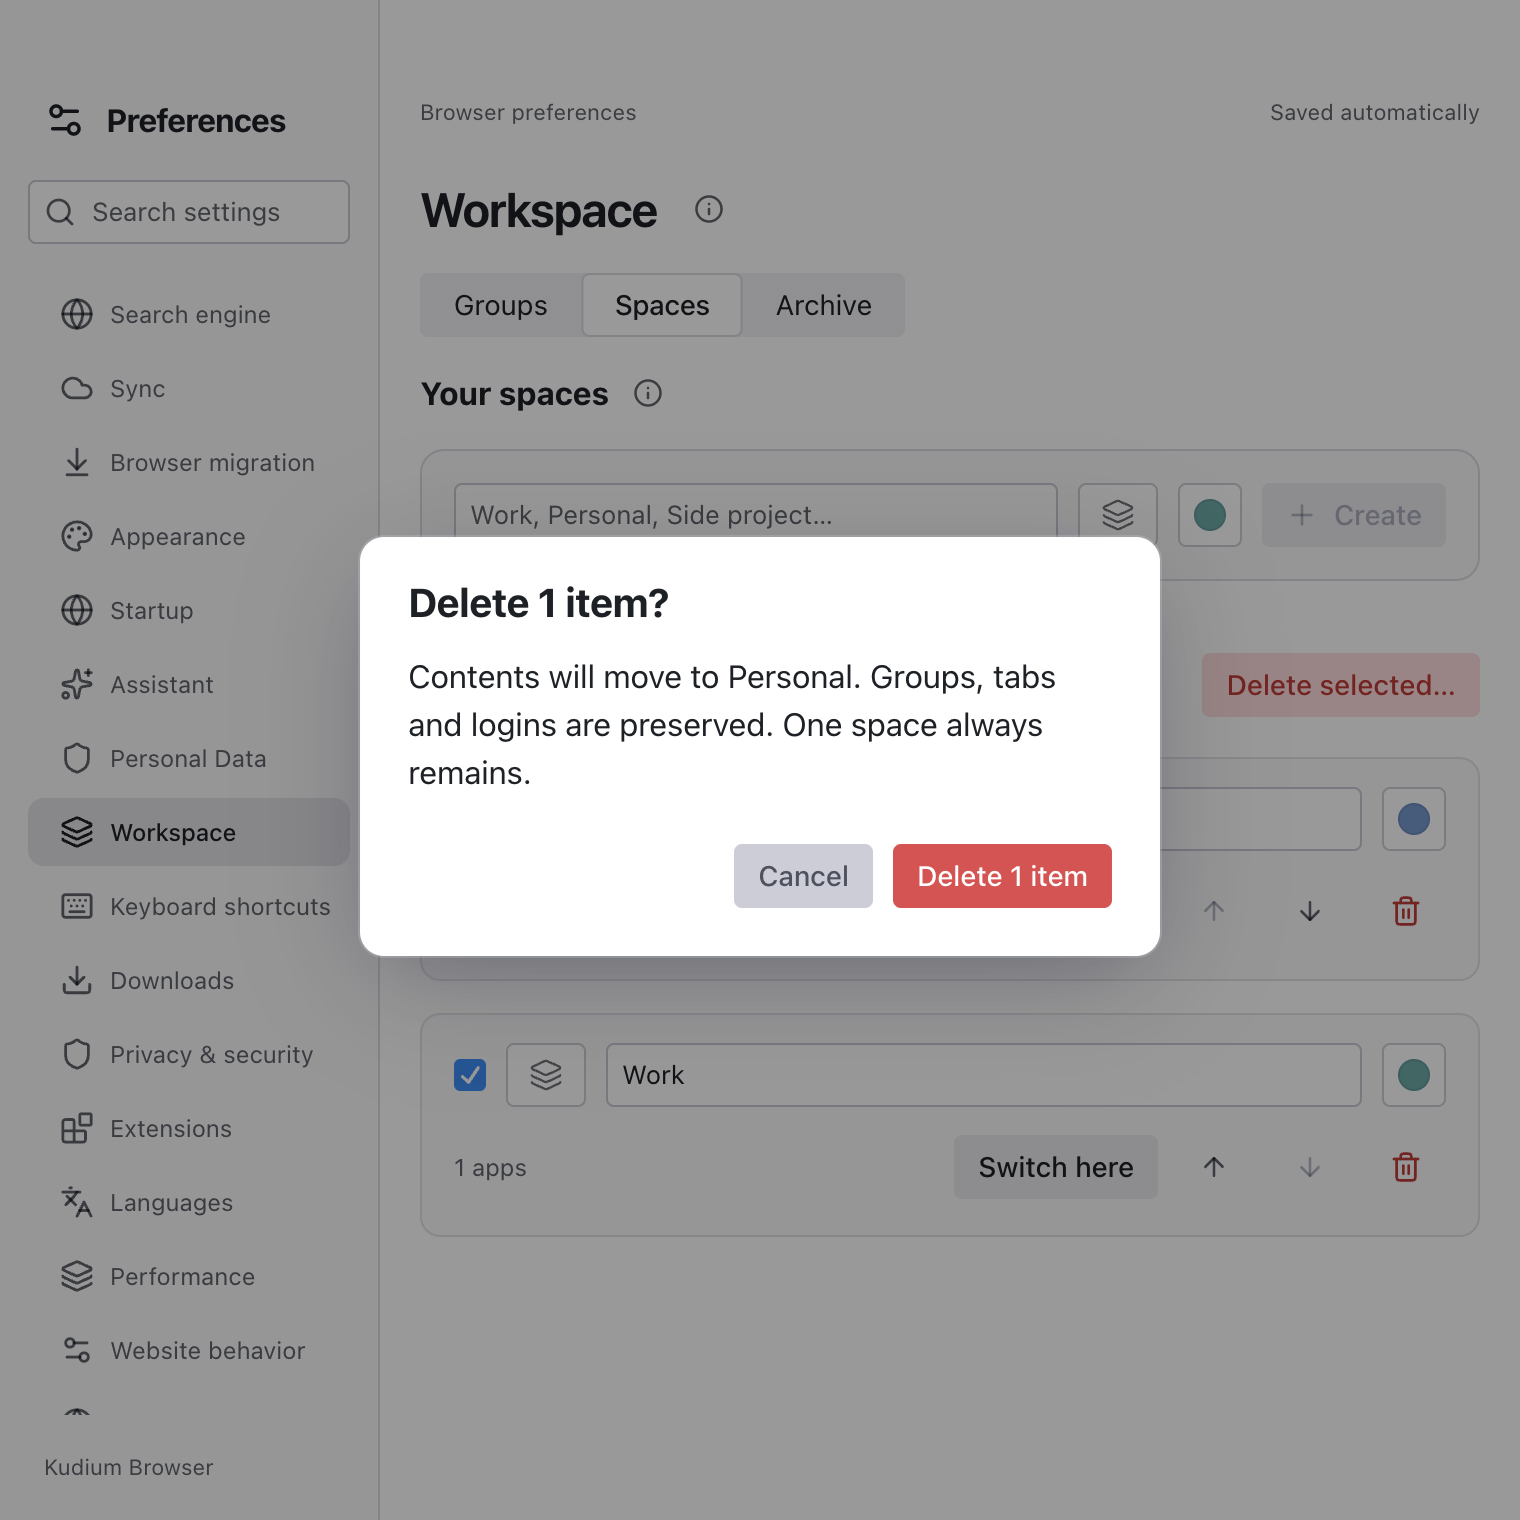 Preferences
Search settings
Search engine
Sync
Browser migration
Appearance
Startup
Assistant
Personal Data
Workspace
Keyboard shortcuts
Downloads
Privacy & security
Extensions
Languages
Performance
Website behavior
Kudium Browser
Browser preferences
Saved automatically
Workspace
Groups
Spaces
Archive
Your spaces
Work, Personal, Side project...
Create
Delete selected...
Delete 1 item?
Contents will move to Personal. Groups, tabs
and logins are preserved. One space always
remains.
Cancel
Delete 1 item
Work
1 apps
Switch here